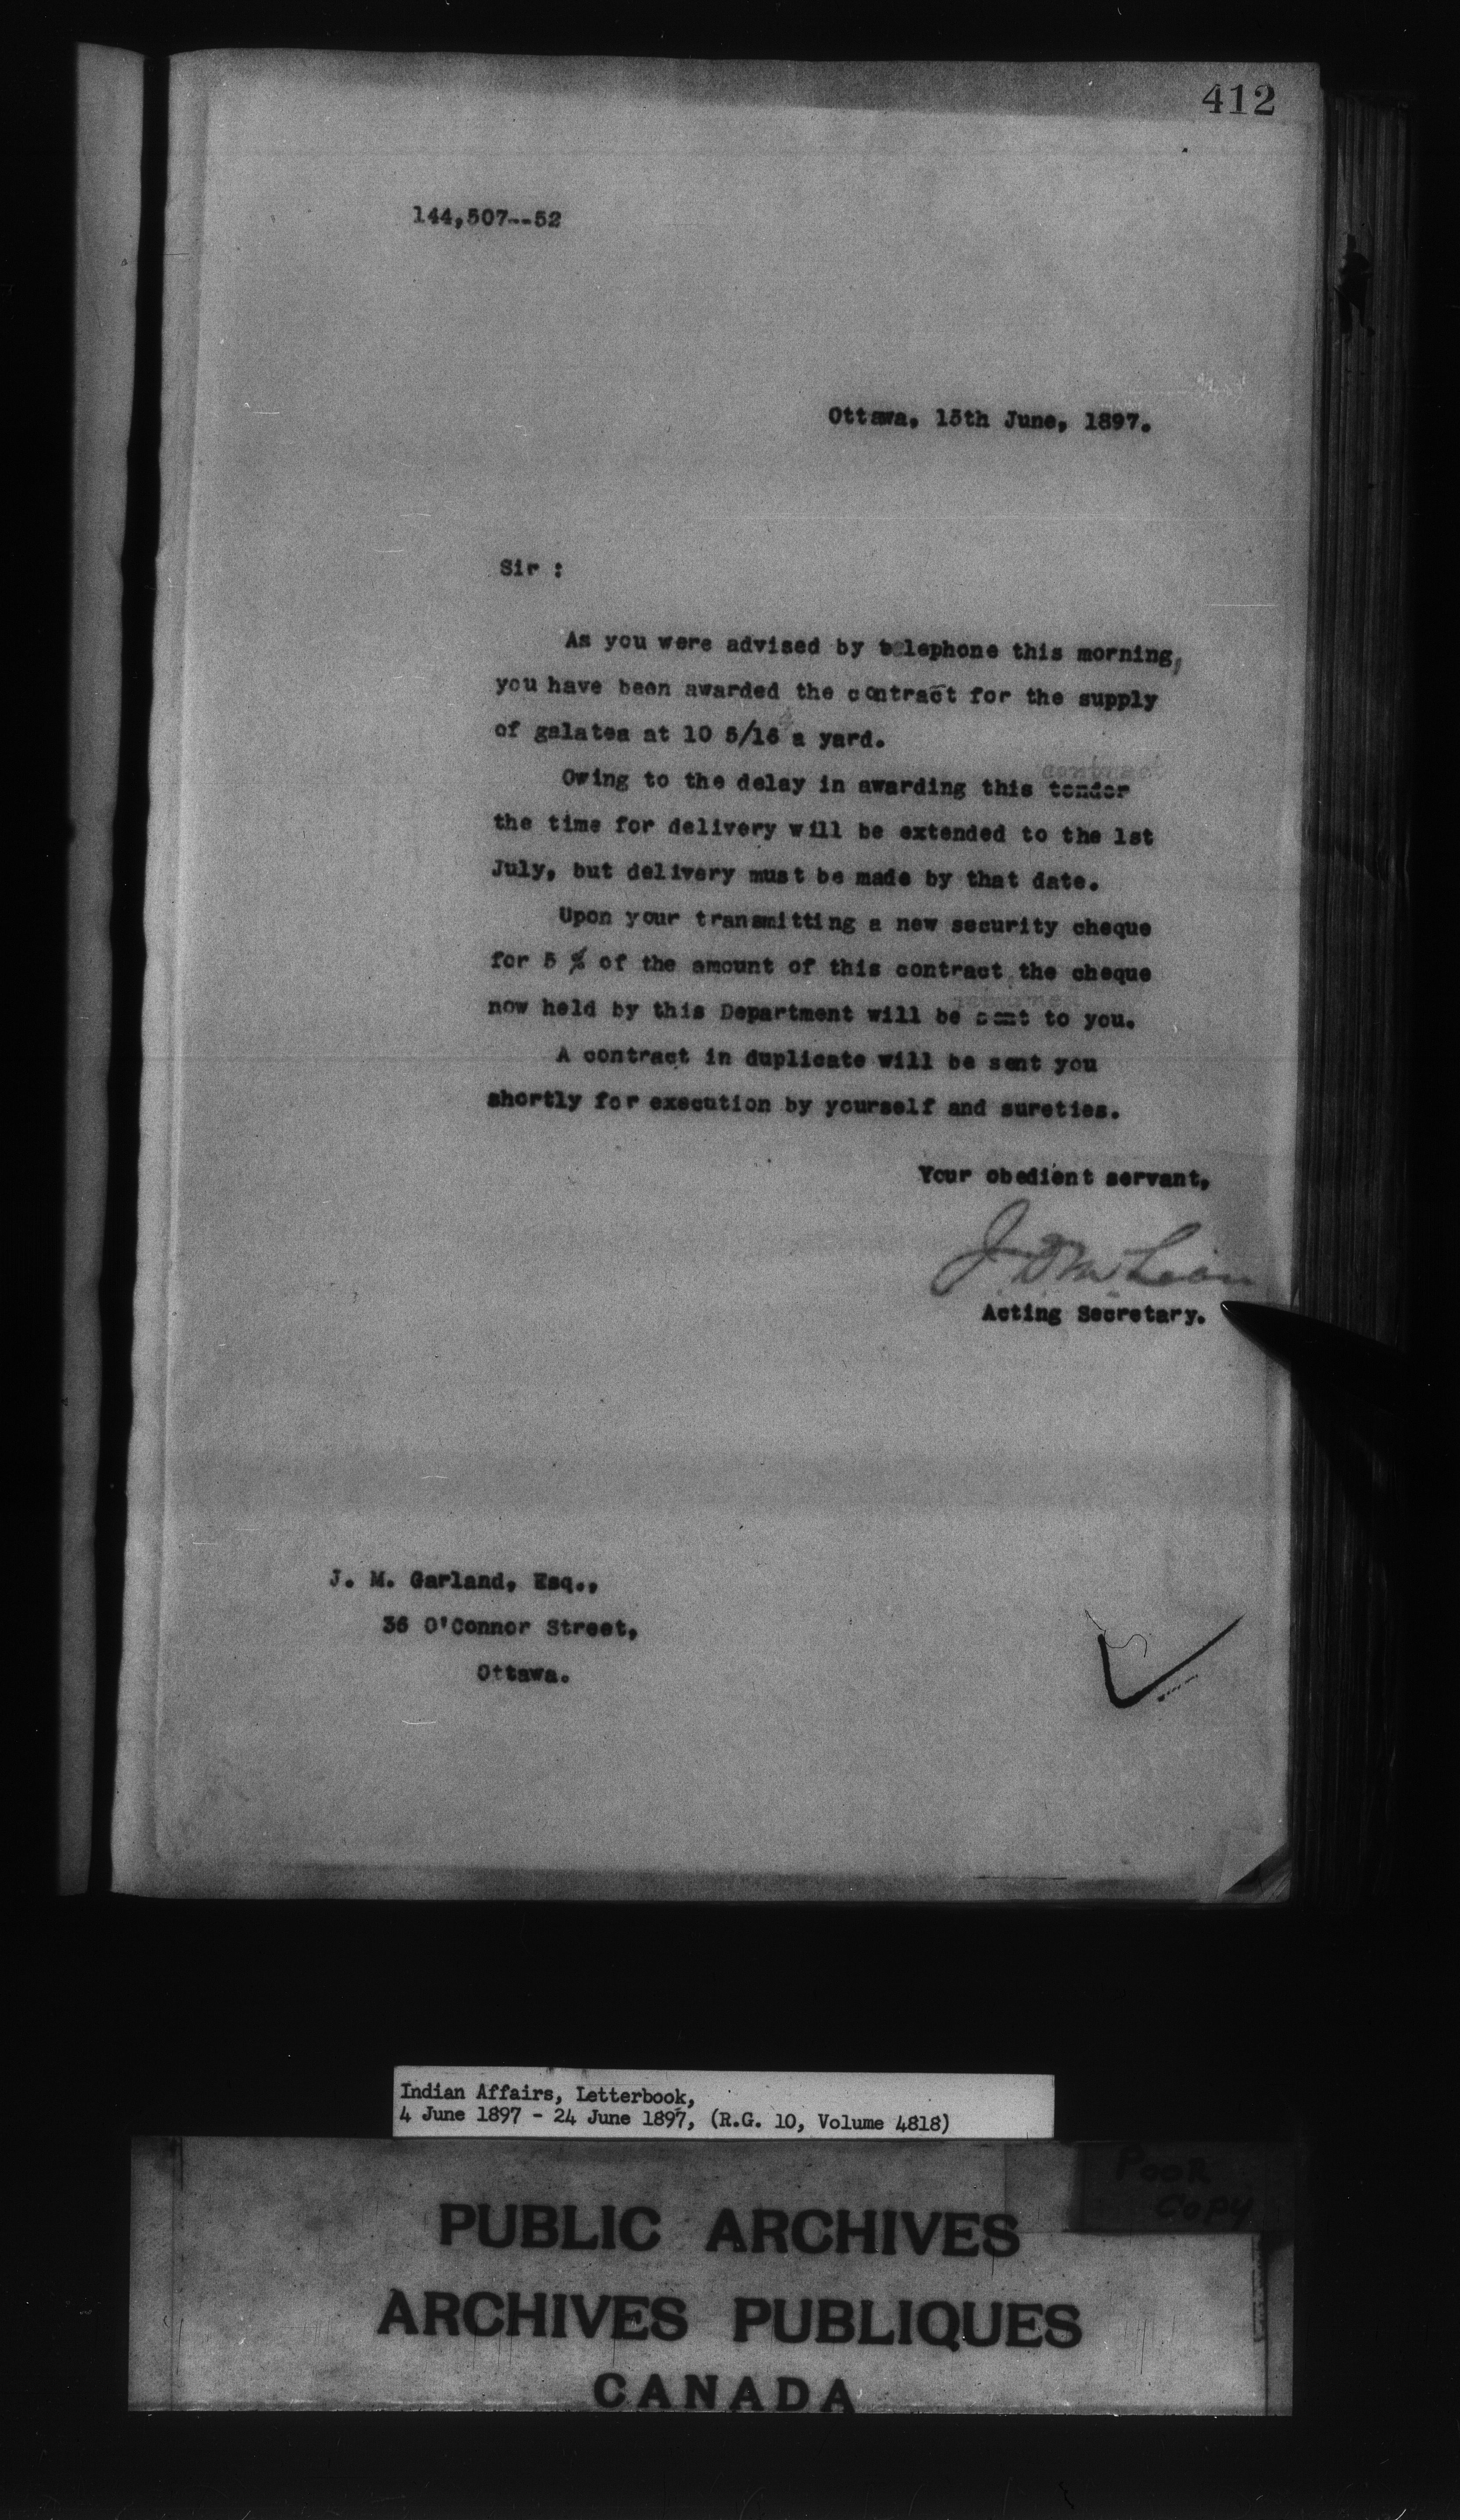 412
144,507--52
Ottawa, 15th June, 1897.
Sir :
As you were advised by telephone this morning,
you have been awarded the contract for the supply
of galatea at 10 5/16 ¢ a yard.
contract
Owing to the delay in awarding this tender
the time for delivery will be extended to the 1st
July, but delivery must be made by that date.
Upon your transmitting a new security cheque
for 5 % of the amount of this contract, the cheque
returned
now held by this Department will be sent to you.
A contract in duplicate will be sent you
shortly for execution by yourself and sureties.
Your obedient servant,
J. D. McLean
Acting Secretary.
J. M. Garland, Esq.,
36 O'Connor Street,
Ottawa.
Indian Affairs, Letterbook,
4 June 1897 - 24 June 1897, (R.G. 10, Volume 4818)
POOR
COPY
PUBLIC ARCHIVES
ARCHIVES PUBLIQUES
CANADA